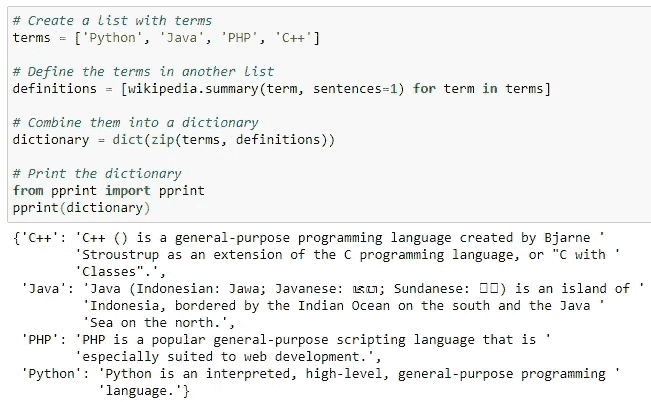 # Create a list with terms
terms = ['Python', 'Java', 'PHP', 'C++']
# Define the terms in another list
definitions = [wikipedia.summary(term, sentences=1) for term in terms]
# Combine them into a dictionary
dictionary = dict(zip(terms, definitions))
# Print the dictionary
from pprint import pprint
pprint(dictionary)
{'C++': 'C++ () is a general-purpose programming language created by Bjarne '
'Stroustrup as an extension of the C programming language, or "C with '
'Classes".',
'Java': 'Java (Indonesian: Jawa; Javanese: ꦗꦮ; Sundanese: □□) is an island of '
'Indonesia, bordered by the Indian Ocean on the south and the Java '
'Sea on the north.',
'PHP': 'PHP is a popular general-purpose scripting language that is '
'especially suited to web development.',
'Python': 'Python is an interpreted, high-level, general-purpose programming '
'language.'}